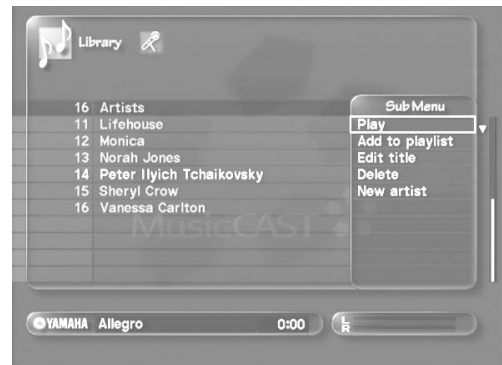 Library
16 Artists
11 Lifehouse
12 Monica
13 Norah Jones
14 Peter Ilyich Tchaikovsky
15 Sheryl Crow
16 Vanessa Carlton
MusicCAST
Sub Menu
Play
Add to playlist
Edit title
Delete
New artist
YAMAHA Allegro 0:00
L
R